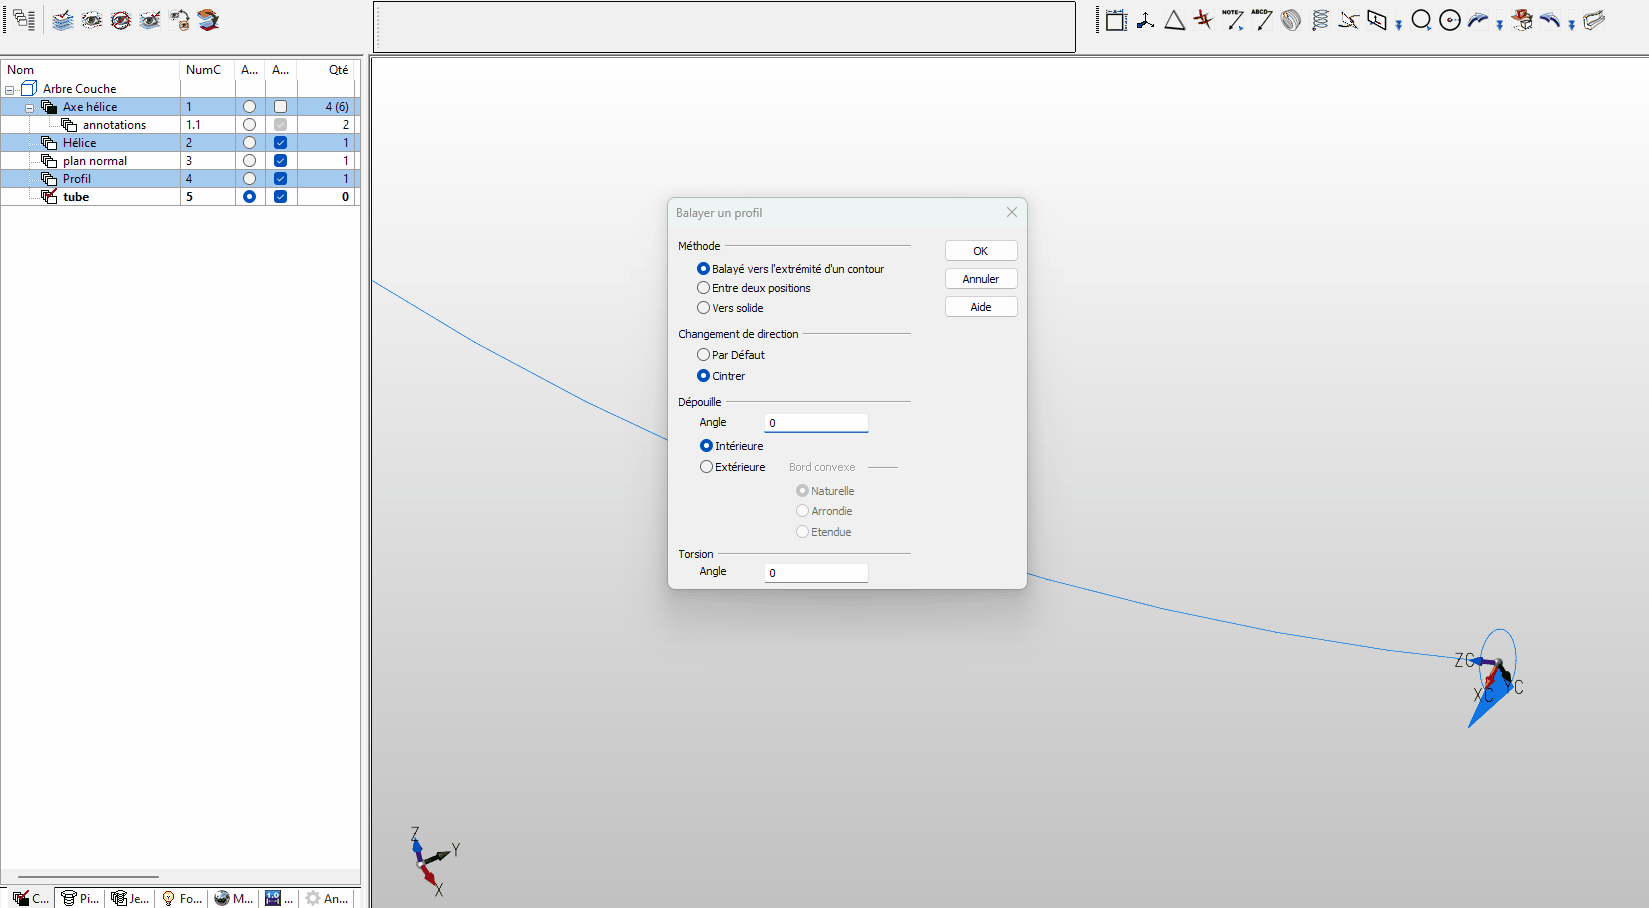 NOTE
ABCD
Nom NumC A... A... Qté
Arbre Couche
Axe hélice 1 4 (6)
annotations 1.1 2
Hélice 2 1
plan normal 3 1
Profil 4 1
tube 5 0
Balayer un profil
Méthode
OK
Balayé vers l'extrémité d'un contour
Annuler
Entre deux positions
Vers solide
Aide
Changement de direction
Par Défaut
Cintrer
Dépouille
Angle 0
Intérieure
Extérieure Bord convexe
Naturelle
Arrondie
Etendue
Torsion
Angle 0
ZC
XC
YC
Z
Y
X
C... Pi... Je... Fo... M... 1.0 ... An...